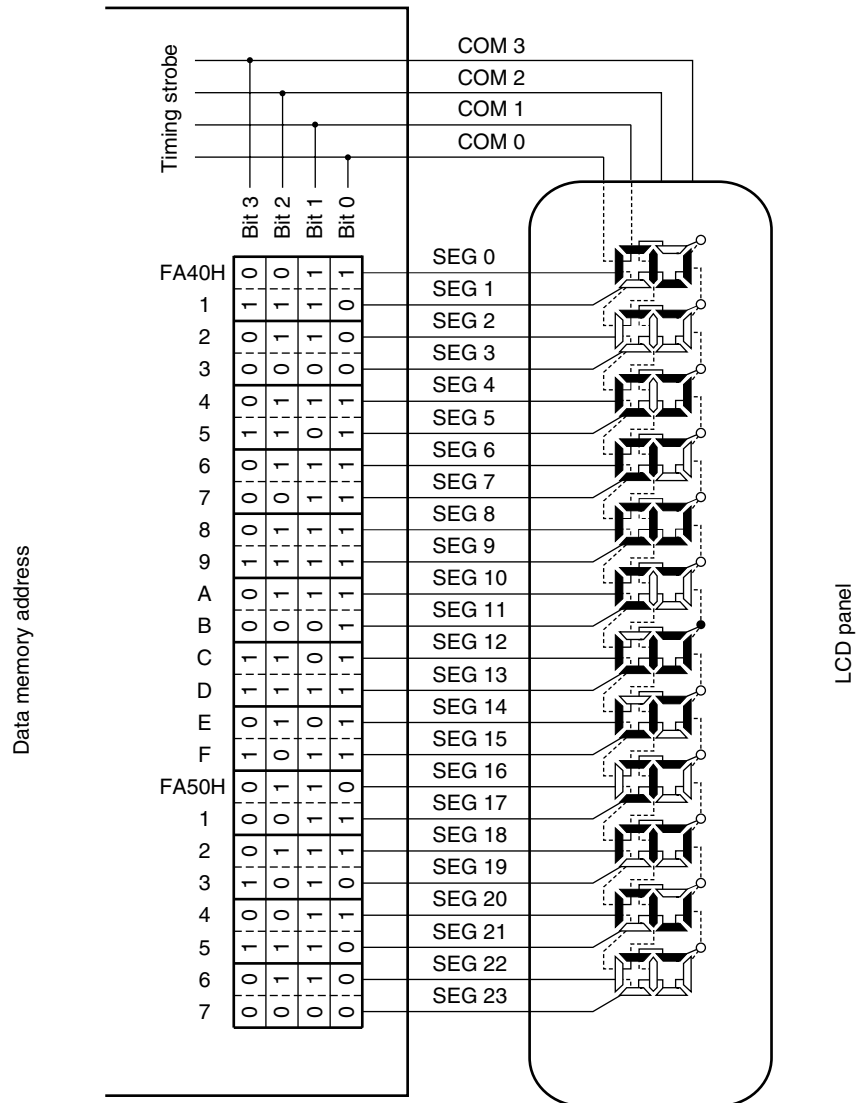 Timing strobe
COM 3
COM 2
COM 1
COM 0
Bit 3 Bit 2 Bit 1 Bit 0
FA40H 0 0 1 1 SEG 0
1 1 1 1 0 SEG 1
2 0 1 1 0 SEG 2
3 0 0 0 0 SEG 3
4 0 1 1 1 SEG 4
5 1 1 0 1 SEG 5
6 0 1 1 1 SEG 6
7 0 0 1 1 SEG 7
8 0 1 1 1 SEG 8
9 1 1 1 1 SEG 9
A 0 1 1 1 SEG 10
B 0 0 0 1 SEG 11
C 1 1 0 1 SEG 12
D 1 1 1 1 SEG 13
E 0 1 0 1 SEG 14
F 1 0 1 1 SEG 15
FA50H 0 1 1 0 SEG 16
1 0 0 1 1 SEG 17
2 0 1 1 1 SEG 18
3 1 0 1 0 SEG 19
4 0 0 1 1 SEG 20
5 1 1 1 0 SEG 21
6 0 1 1 0 SEG 22
7 0 0 0 0 SEG 23
Data memory address
LCD panel